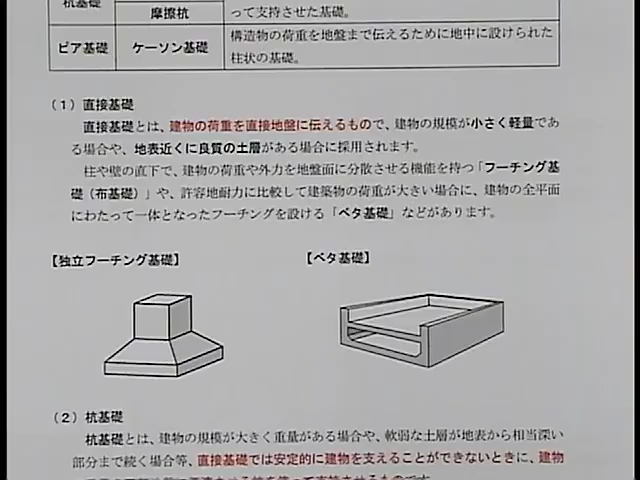 杭基礎
摩擦杭
って支持させた基礎。
ピア基礎
ケーソン基礎
構造物の荷重を地盤まで伝えるために地中に設けられた
柱状の基礎。
（1）直接基礎
直接基礎とは、建物の荷重を直接地盤に伝えるもので、建物の規模が小さく軽量であ
る場合や、地表近くに良質の土層がある場合に採用されます。
柱や壁の直下で、建物の荷重や外力を地盤面に分散させる機能を持つ「フーチング基
礎（布基礎）」や、許容地耐力に比較して建築物の荷重が大きい場合に、建物の全平面
にわたって一体となったフーチングを設ける「ベタ基礎」などがあります。
【独立フーチング基礎】
【ベタ基礎】
（2）杭基礎
杭基礎とは、建物の規模が大きく重量がある場合や、軟弱な土層が地表から相当深い
部分まで続く場合等、直接基礎では安定的に建物を支えることができないときに、建物